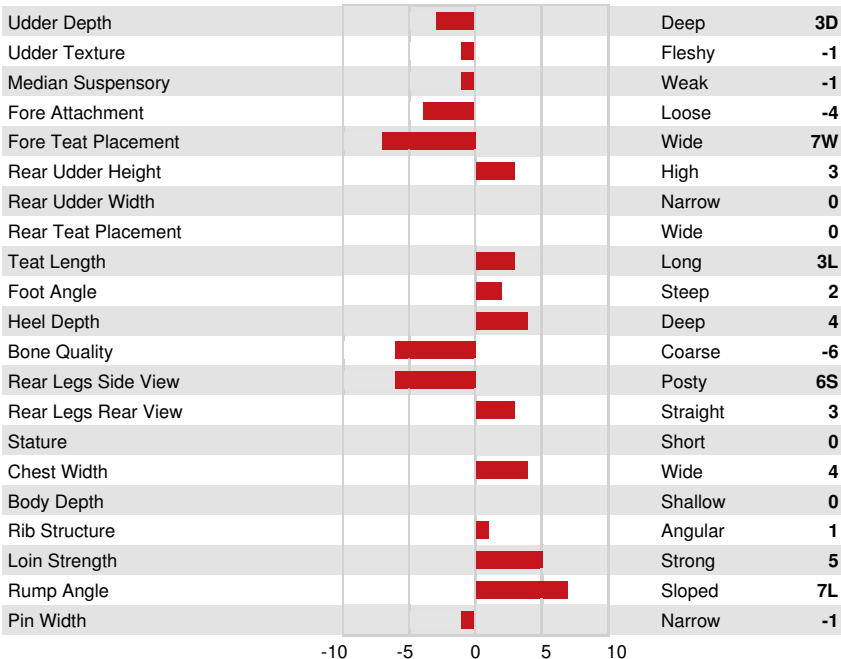 Udder Depth Deep 3D
Udder Texture Fleshy -1
Median Suspensory Weak -1
Fore Attachment Loose -4
Fore Teat Placement Wide 7W
Rear Udder Height High 3
Rear Udder Width Narrow 0
Rear Teat Placement Wide 0
Teat Length Long 3L
Foot Angle Steep 2
Heel Depth Deep 4
Bone Quality Coarse -6
Rear Legs Side View Posty 6S
Rear Legs Rear View Straight 3
Stature Short 0
Chest Width Wide 4
Body Depth Shallow 0
Rib Structure Angular 1
Loin Strength Strong 5
Rump Angle Sloped 7L
Pin Width Narrow -1
-10 -5 0 5 10